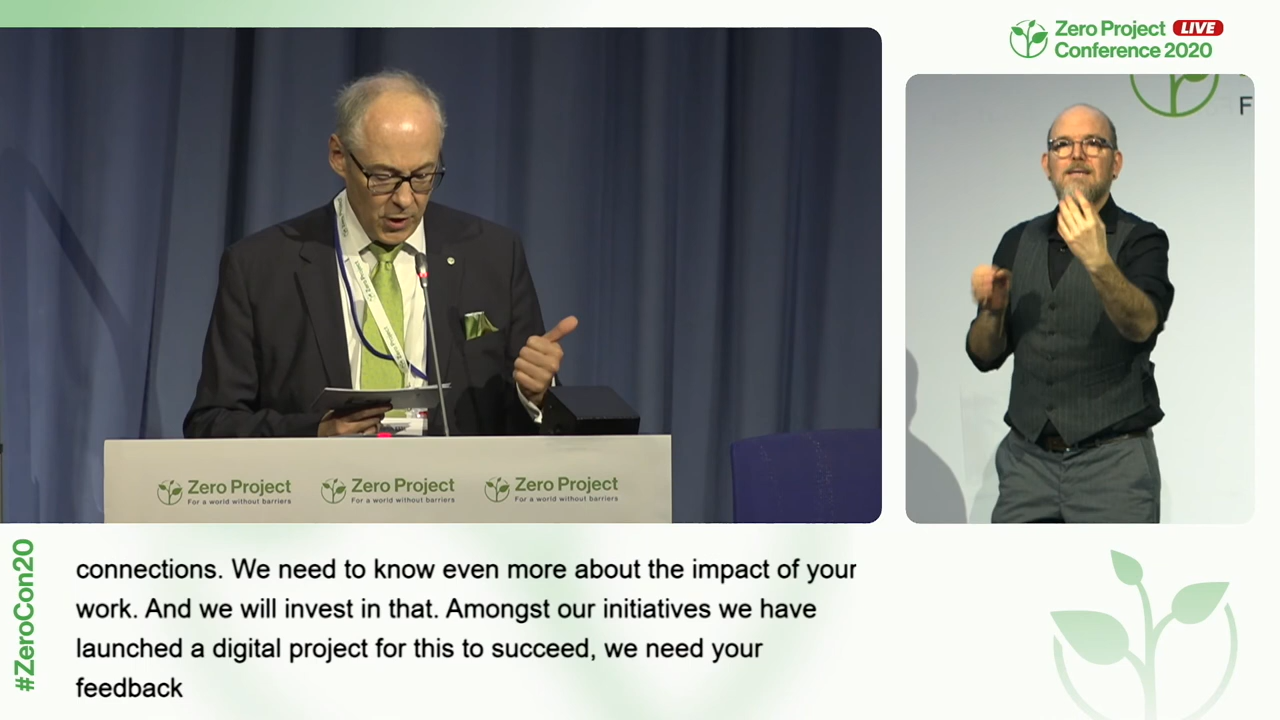 Zero Project LIVE
Conference 2020
F
Zero Project
For a world without barriers
Zero Project
For a world without barriers
Zero Project
For a world without barriers
#ZeroCon20
connections. We need to know even more about the impact of your
work. And we will invest in that. Amongst our initiatives we have
launched a digital project for this to succeed, we need your
feedback